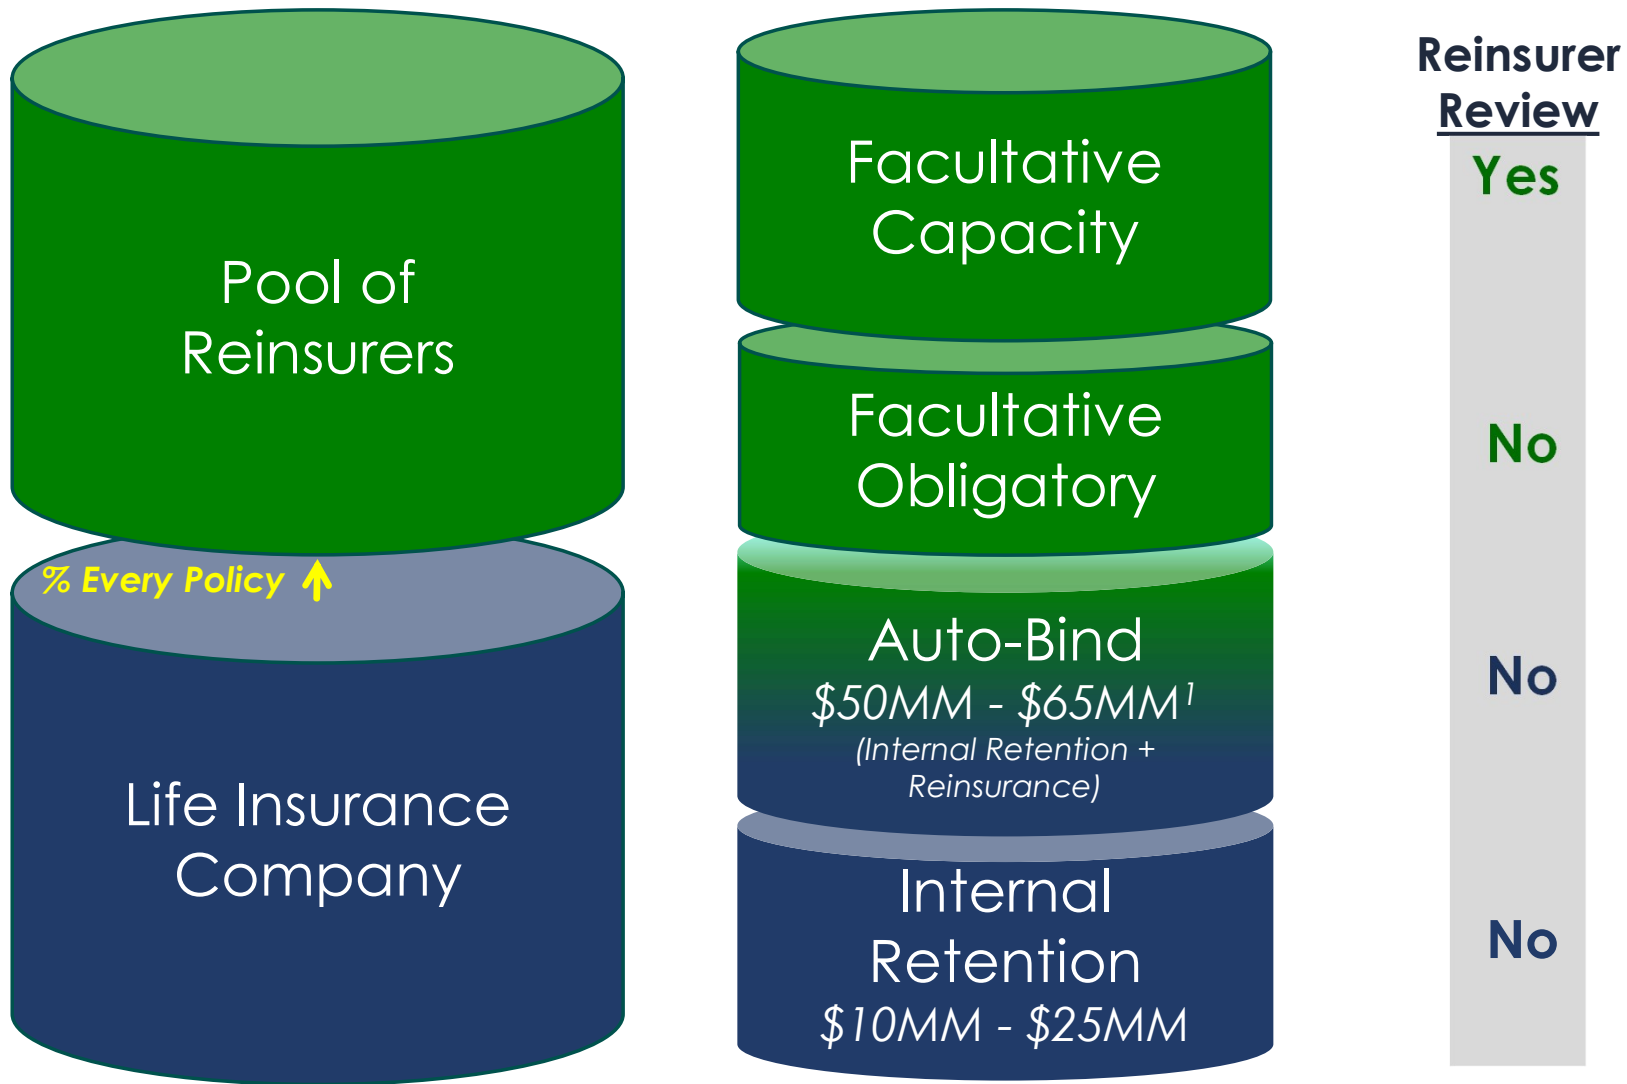 Pool of
Reinsurers
% Every Policy
Life Insurance
Company
Facultative
Capacity
Facultative
Obligatory
Auto-Bind
$50MM - $65MM¹
(Internal Retention +
Reinsurance)
Internal
Retention
$10MM - $25MM
Reinsurer
Review
Yes
No
No
No